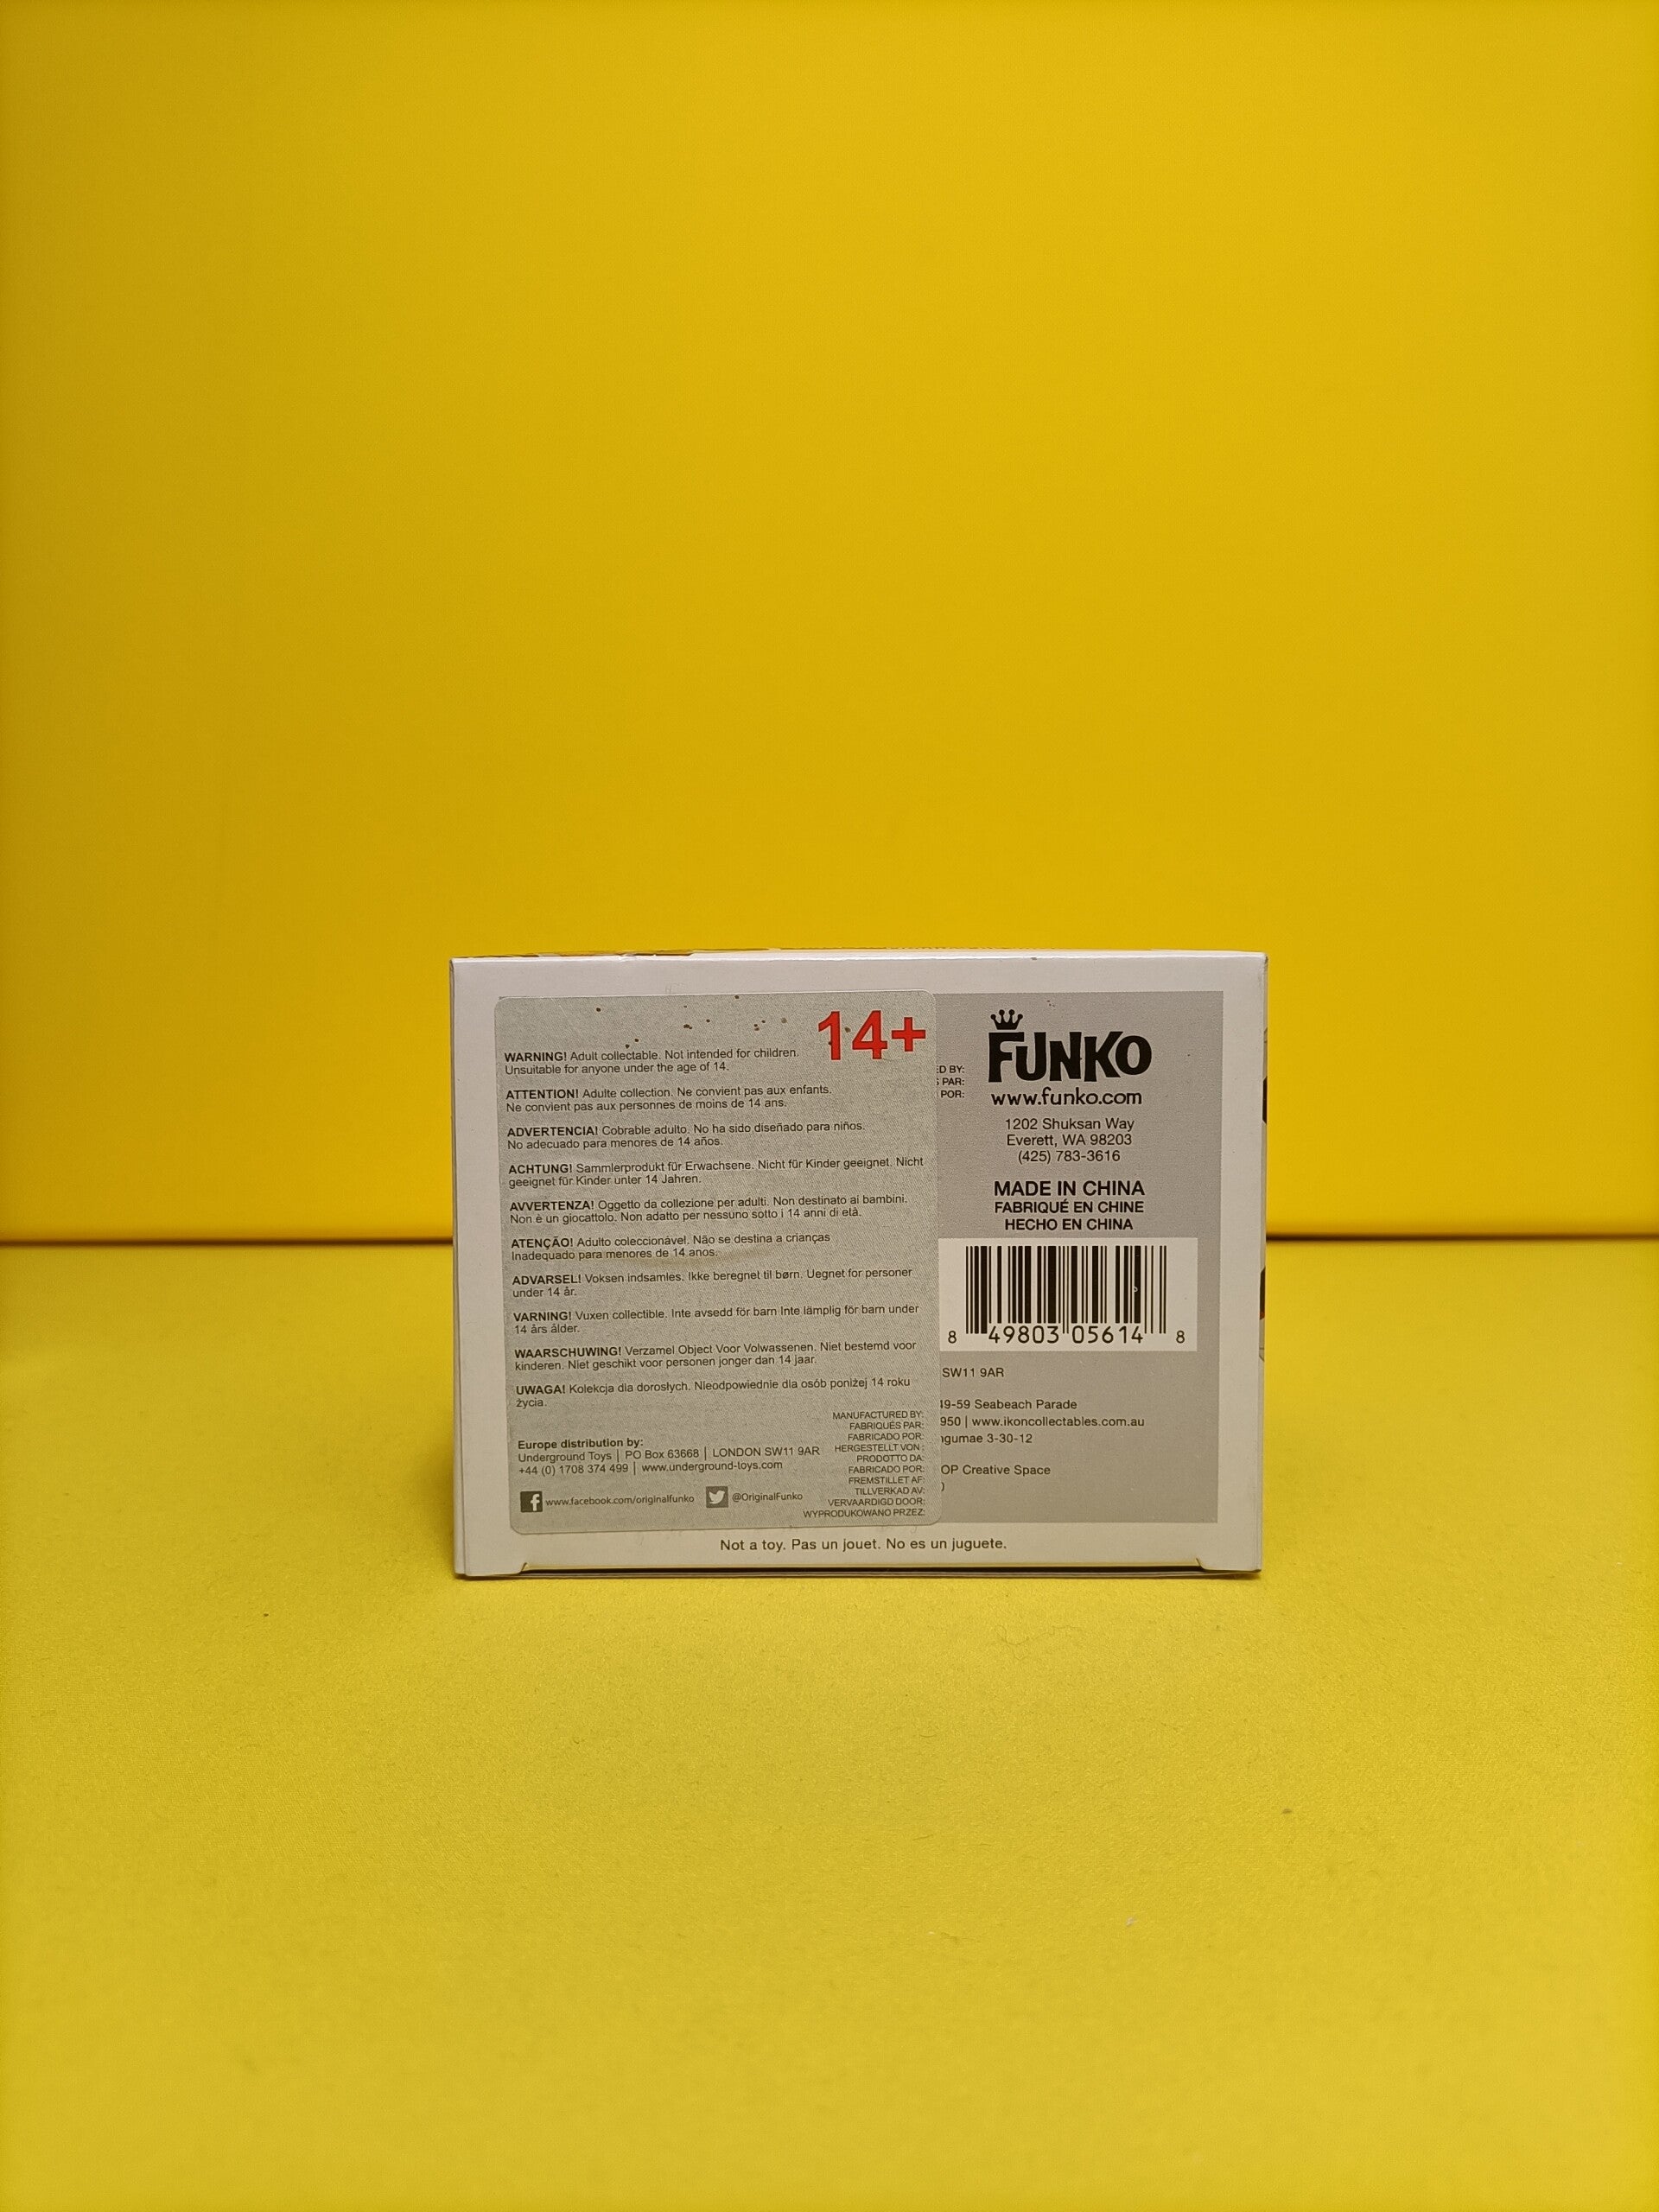 14+
WARNING! Adult collectable. Not intended for children.
Unsuitable for anyone under the age of 14.
ATTENTION! Adulte collection. Ne convient pas aux enfants.
Ne convient pas aux personnes de moins de 14 ans.
ADVERTENCIA! Cobrable adulto. No ha sido diseñado para niños.
No adecuado para menores de 14 años.
ACHTUNG! Sammlerprodukt für Erwachsene. Nicht für Kinder geeignet. Nicht
geeignet für Kinder unter 14 Jahren.
AVVERTENZA! Oggetto da collezione per adulti. Non destinato ai bambini.
Non è un giocattolo. Non adatto per nessuno sotto i 14 anni di età.
ATENÇÃO! Adulto coleccionável. Não se destina a crianças
Inadequado para menores de 14 anos.
ADVARSEL! Voksen indsamles. Ikke beregnet til børn. Uegnet for personer
under 14 år.
VARNING! Vuxen collectible. Inte avsedd för barn Inte lämplig för barn under
14 års ålder.
WAARSCHUWING! Verzamel Object Voor Volwassenen. Niet bestemd voor
kinderen. Niet geschikt voor personen jonger dan 14 jaar.
UWAGA! Kolekcja dla dorosłych. Nieodpowiednie dla osób poniżej 14 roku
życia.
Europe distribution by:
Underground Toys | PO Box 63668 | LONDON SW11 9AR
+44 (0) 1708 374 499 | www.underground-toys.com
www.facebook.com/originalfunko @OriginalFunko
MANUFACTURED BY:
FABRIQUÉS PAR:
FABRICADO POR:
HERGESTELLT VON :
PRODOTTO DA:
FABRICADO POR:
FREMSTILLET AF:
TILLVERKAD AV:
VERVAARDIGD DOOR:
WYPRODUKOWANO PRZEZ:
ED BY:
PAR:
POR:
FUNKO
www.funko.com
1202 Shuksan Way
Everett, WA 98203
(425) 783-3616
MADE IN CHINA
FABRIQUÉ EN CHINE
HECHO EN CHINA
8 49803 05614 8
SW11 9AR
49-59 Seabeach Parade
950 | www.ikoncollectables.com.au
ngumae 3-30-12
OP Creative Space
)
Not a toy. Pas un jouet. No es un juguete.